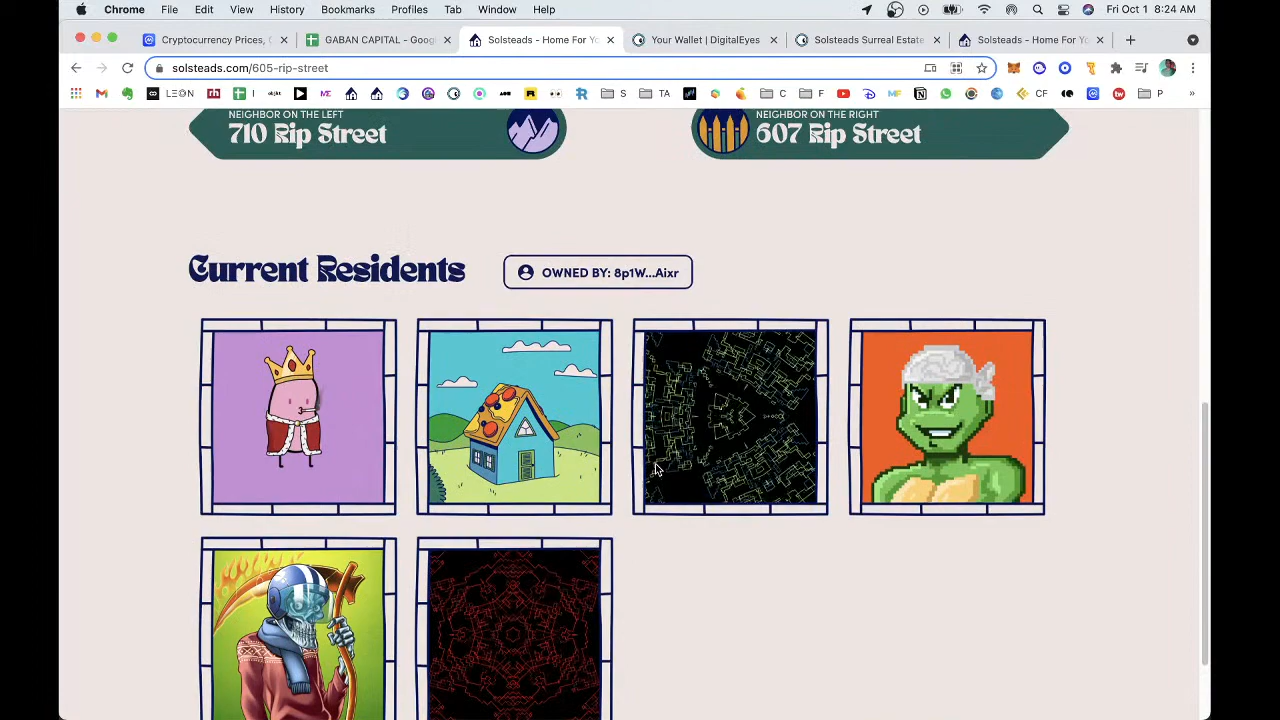 Chrome File Edit View History Bookmarks Profiles Tab Window Help Fri Oct 1 8:24 AM
Cryptocurrency Prices, GABAN CAPITAL - Goog Solsteads - Home For Yo Your Wallet | DigitalEyes Solsteads Surreal Estate Solsteads - Home For Yo
solsteads.com/605-rip-street
I S TA C F CF P
NEIGHBOR ON THE LEFT
710 Rip Street
NEIGHBOR ON THE RIGHT
607 Rip Street
Current Residents
OWNED BY: 8p1W...Aixr